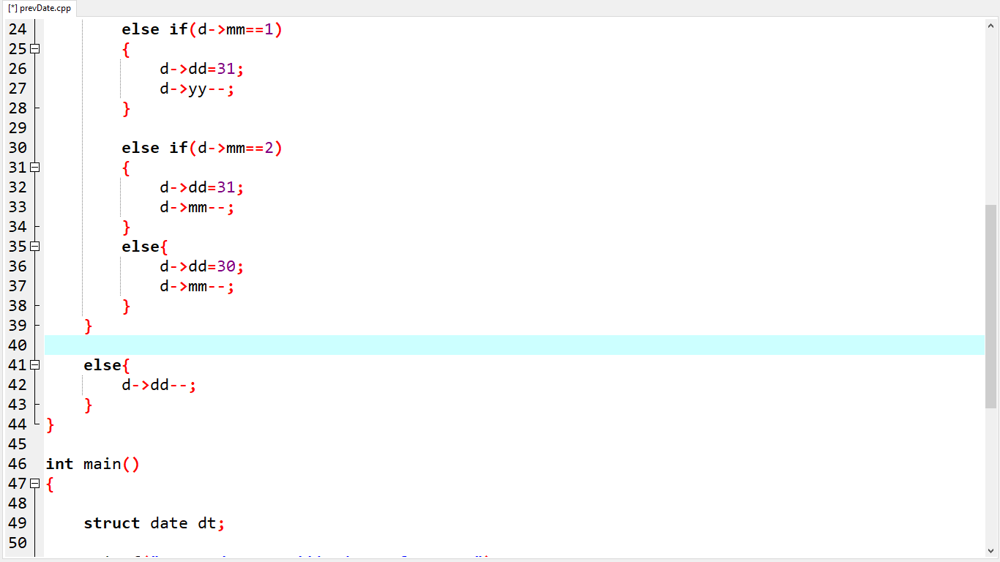 [*] prevDate.cpp
24 else if(d->mm==1)
25 {
26 d->dd=31;
27 d->yy--;
28 }
29
30 else if(d->mm==2)
31 {
32 d->dd=31;
33 d->mm--;
34 }
35 else{
36 d->dd=30;
37 d->mm--;
38 }
39 }
40
41 else{
42 d->dd--;
43 }
44 }
45
46 int main()
47 {
48
49 struct date dt;
50